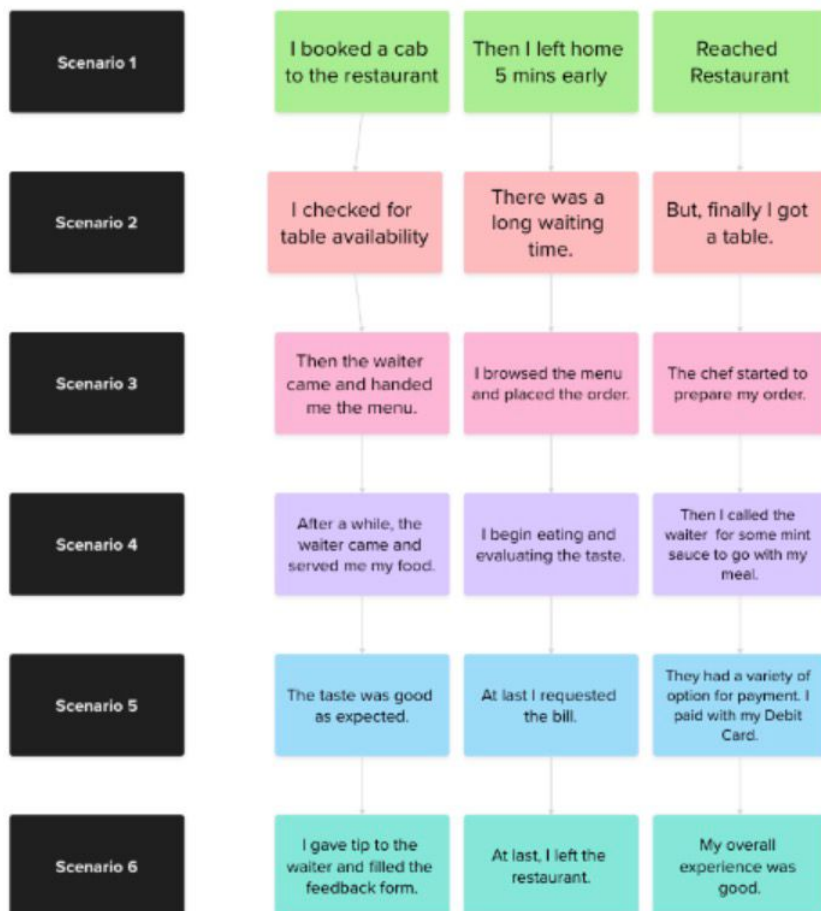 Scenario 1
I booked a cab
to the restaurant
Then I left home
5 mins early
Reached
Restaurant
Scenario 2
I checked for
table availability
There was a
long waiting
time.
But, finally I got
a table.
Scenario 3
Then the waiter
came and handed
me the menu.
I browsed the menu
and placed the order.
The chef started to
prepare my order.
Scenario 4
After a while, the
waiter came and
served me my food.
I begin eating and
evaluating the taste.
Then I called the
waiter for some mint
sauce to go with my
meal.
Scenario 5
The taste was good
as expected.
At last I requested
the bill.
They had a variety of
option for payment. I
paid with my Debit
Card.
Scenario 6
I gave tip to the
waiter and filled the
feedback form.
At last, I left the
restaurant.
My overall
experience was
good.